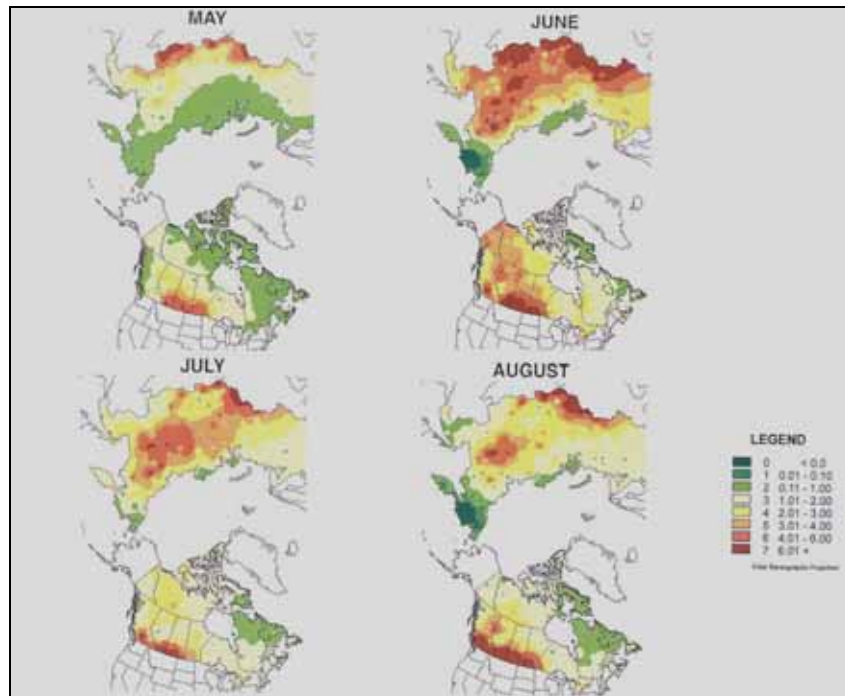 MAY
JUNE
JULY
AUGUST
LEGEND
0 < 0.0
1 0.01 - 0.10
2 0.11 - 1.00
3 1.01 - 2.00
4 2.01 - 3.00
5 3.01 - 4.00
6 4.01 - 6.00
7 6.01 +